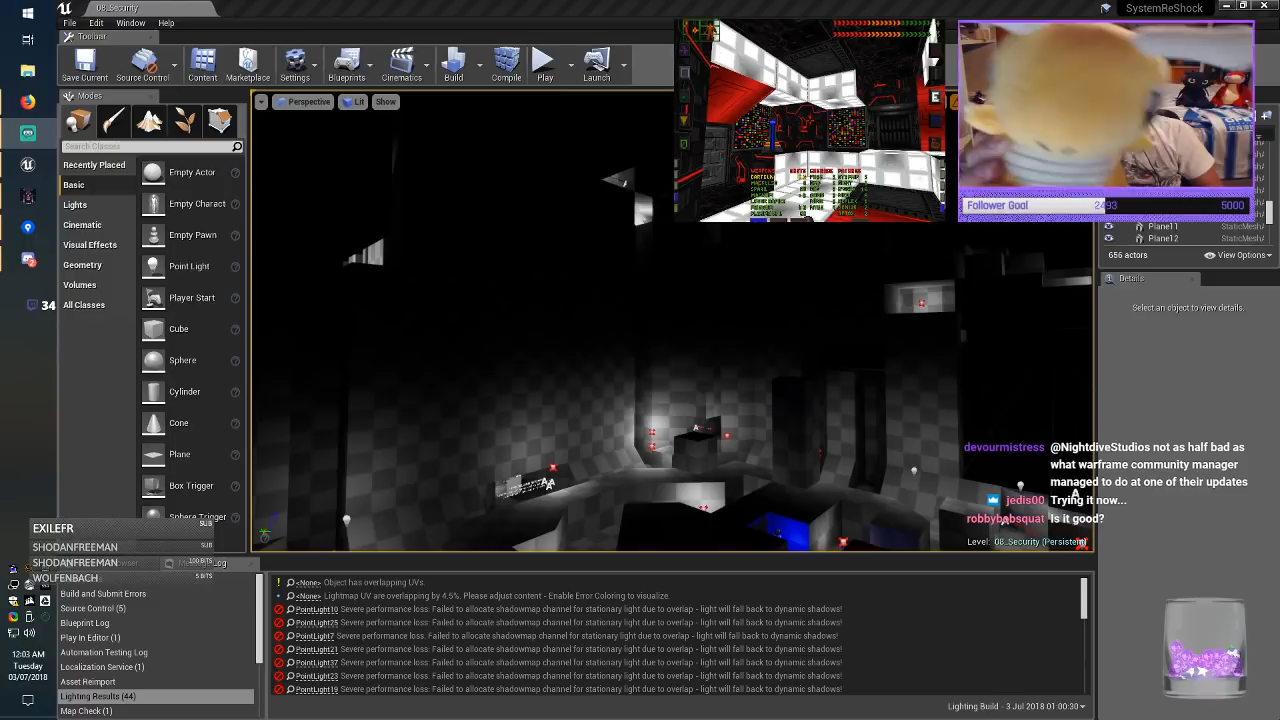 08_Security
SystemReShock
File Edit Window Help
Toolbar
Save Current Source Control Content Marketplace Settings Blueprints Cinematics Build Compile Play Launch
Modes
Perspective Lit Show
Search Classes
Recently Placed
Basic
Lights
Cinematic
Visual Effects
Geometry
Volumes
All Classes
Empty Actor
Empty Charact
Empty Pawn
Point Light
Player Start
Cube
Sphere
Cylinder
Cone
Plane
Box Trigger
Sphere Trigger
34
E
Follower Goal 2493 5000
Plane11 StaticMesh
Plane12 StaticMesh
656 actors View Options
Details
Select an object to view details.
devourmistress @NightdiveStudios not as half bad as
what warframe community manager
managed to do at one of their updates
jedis00 Trying it now...
robbybobsquat Is it good?
Level: 08_Security (Persistent)
EXILEFR SUB
SHODANFREEMAN SUB
SHODANFREEMAN 100 BITS
WOLFENBACH 5 BITS
Build and Submit Errors
Source Control (5)
Blueprint Log
Play in Editor (1)
Automation Testing Log
Localization Service (1)
Asset Reimport
Lighting Results (44)
Map Check (1)
<None> Object has overlapping UVs.
<None> Lightmap UV are overlapping by 4.5%. Please adjust content - Enable Error Coloring to visualize.
PointLight10 Severe performance loss: Failed to allocate shadowmap channel for stationary light due to overlap - light will fall back to dynamic shadows!
PointLight25 Severe performance loss: Failed to allocate shadowmap channel for stationary light due to overlap - light will fall back to dynamic shadows!
PointLight7 Severe performance loss: Failed to allocate shadowmap channel for stationary light due to overlap - light will fall back to dynamic shadows!
PointLight21 Severe performance loss: Failed to allocate shadowmap channel for stationary light due to overlap - light will fall back to dynamic shadows!
PointLight37 Severe performance loss: Failed to allocate shadowmap channel for stationary light due to overlap - light will fall back to dynamic shadows!
PointLight23 Severe performance loss: Failed to allocate shadowmap channel for stationary light due to overlap - light will fall back to dynamic shadows!
PointLight19 Severe performance loss: Failed to allocate shadowmap channel for stationary light due to overlap - light will fall back to dynamic shadows!
Lighting Build - 3 Jul 2018 01:00:30
12:03 AM
Tuesday
03/07/2018